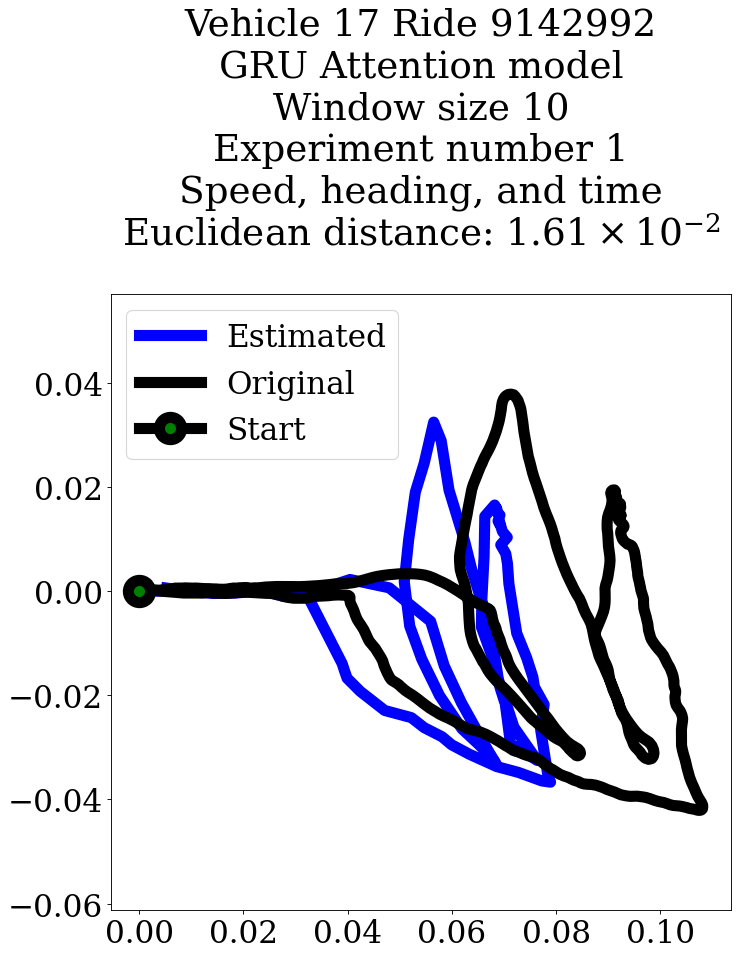 Vehicle 17 Ride 9142992
GRU Attention model
Window size 10
Experiment number 1
Speed, heading, and time
Euclidean distance: 1.61 × 10⁻²
Estimated
Original
Start
0.04
0.02
0.00
−0.02
−0.04
−0.06
0.00 0.02 0.04 0.06 0.08 0.10